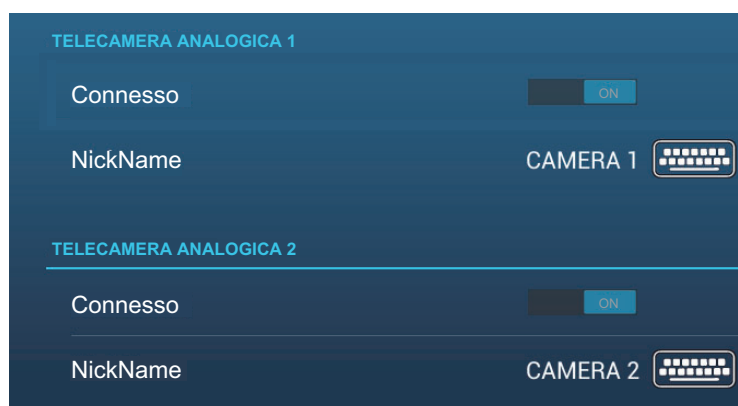 TELECAMERA ANALOGICA 1
Connesso ON
NickName CAMERA 1
TELECAMERA ANALOGICA 2
Connesso ON
NickName CAMERA 2